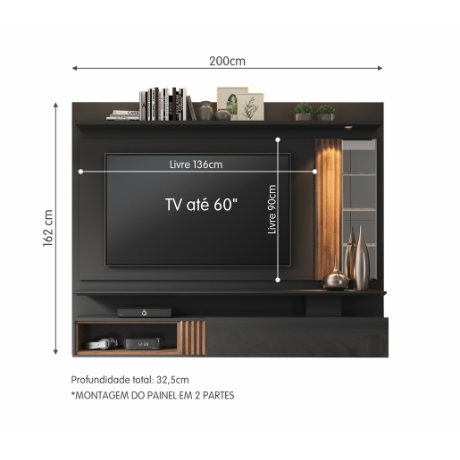 200cm
162 cm
Livre 136cm
TV até 60"
Livre 90cm
Profundidade total: 32,5cm
*MONTAGEM DO PAINEL EM 2 PARTES